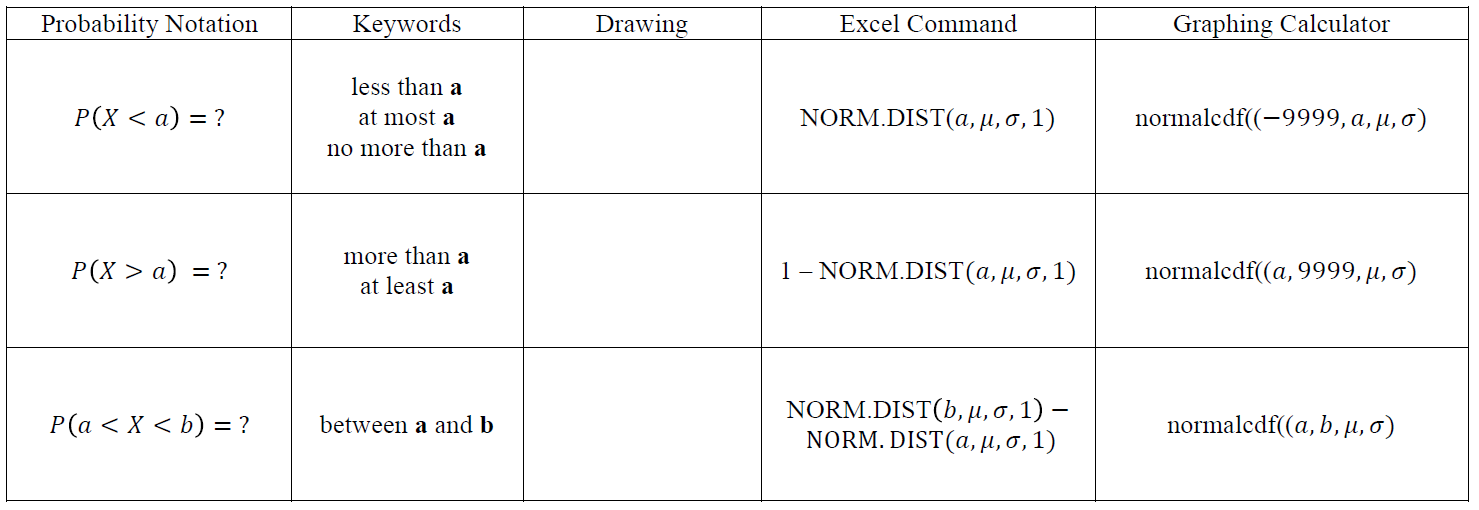 Probability Notation Keywords Drawing Excel Command Graphing Calculator
less than a
at most a
no more than a
𝑃(𝑋 < 𝑎) = ?
NORM.DIST(𝑎, 𝜇, 𝜎, 1)
normalcdf((−9999, 𝑎, 𝜇, 𝜎)
𝑃(𝑋 > 𝑎) = ?
more than a
at least a
1 – NORM.DIST(𝑎, 𝜇, 𝜎, 1)
normalcdf((𝑎, 9999, 𝜇, 𝜎)
𝑃(𝑎 < 𝑋 < 𝑏) = ?
between a and b
NORM.DIST(𝑏, 𝜇, 𝜎, 1) −
NORM. DIST(𝑎, 𝜇, 𝜎, 1)
normalcdf((𝑎, 𝑏, 𝜇, 𝜎)